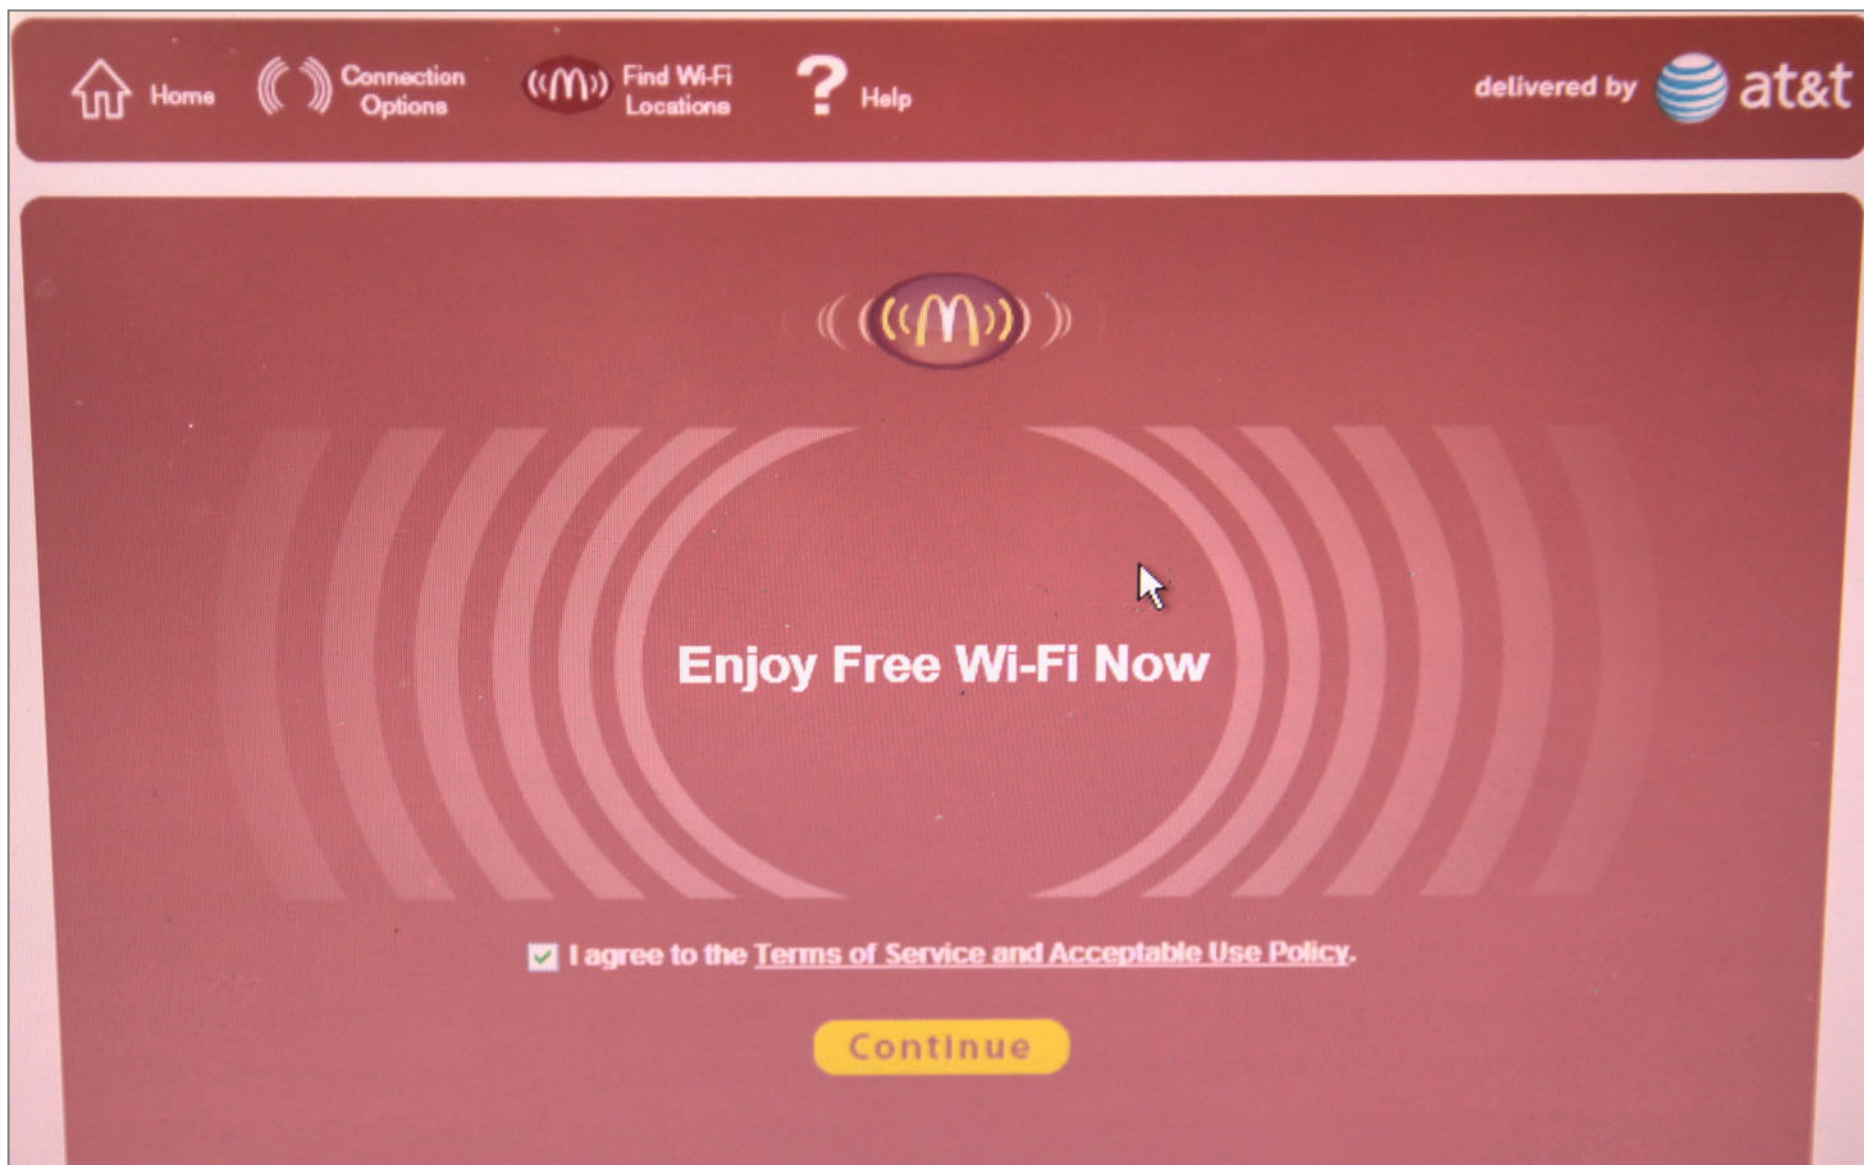 Home
Connection
Options
Find Wi-Fi
Locations
Help
delivered by at&t
Enjoy Free Wi-Fi Now
I agree to the Terms of Service and Acceptable Use Policy.
Continue